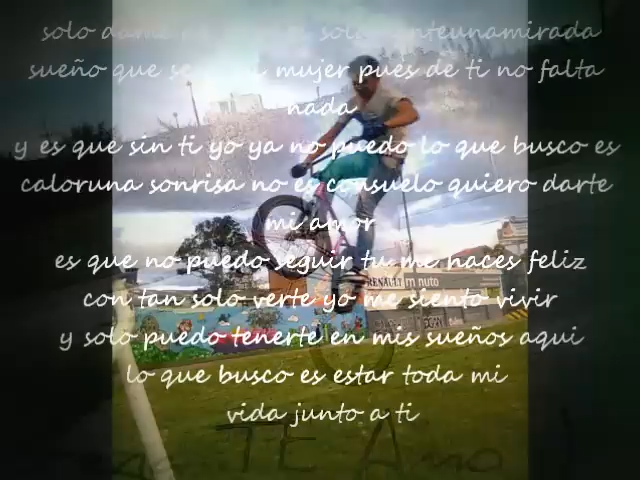 solo dame
sueño que mujer pues de ti no falta
nada
y es que sin ti yo ya no puedo lo que busco es
caloruna sonrisa no es consuelo quiero darte
mi amor
es que no puedo seguir tu me haces feliz
RENAULT minuto
con tan solo verte yo me siento vivir
y solo puedo tenerte en mis sueños aqui
lo que busco es estar toda mi
vida junto a ti
TE Amo